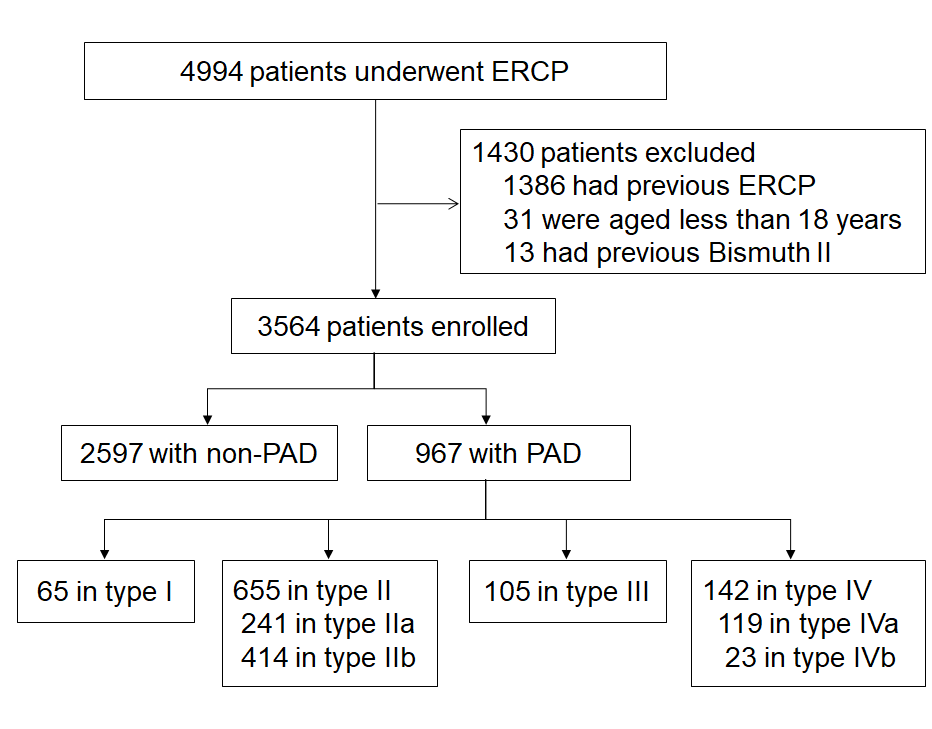 4994 patients underwent ERCP
1430 patients excluded
1386 had previous ERCP
31 were aged less than 18 years
13 had previous Bismuth II
3564 patients enrolled
2597 with non-PAD
967 with PAD
65 in type I
655 in type II
241 in type IIa
414 in type IIb
105 in type III
142 in type IV
119 in type IVa
23 in type IVb